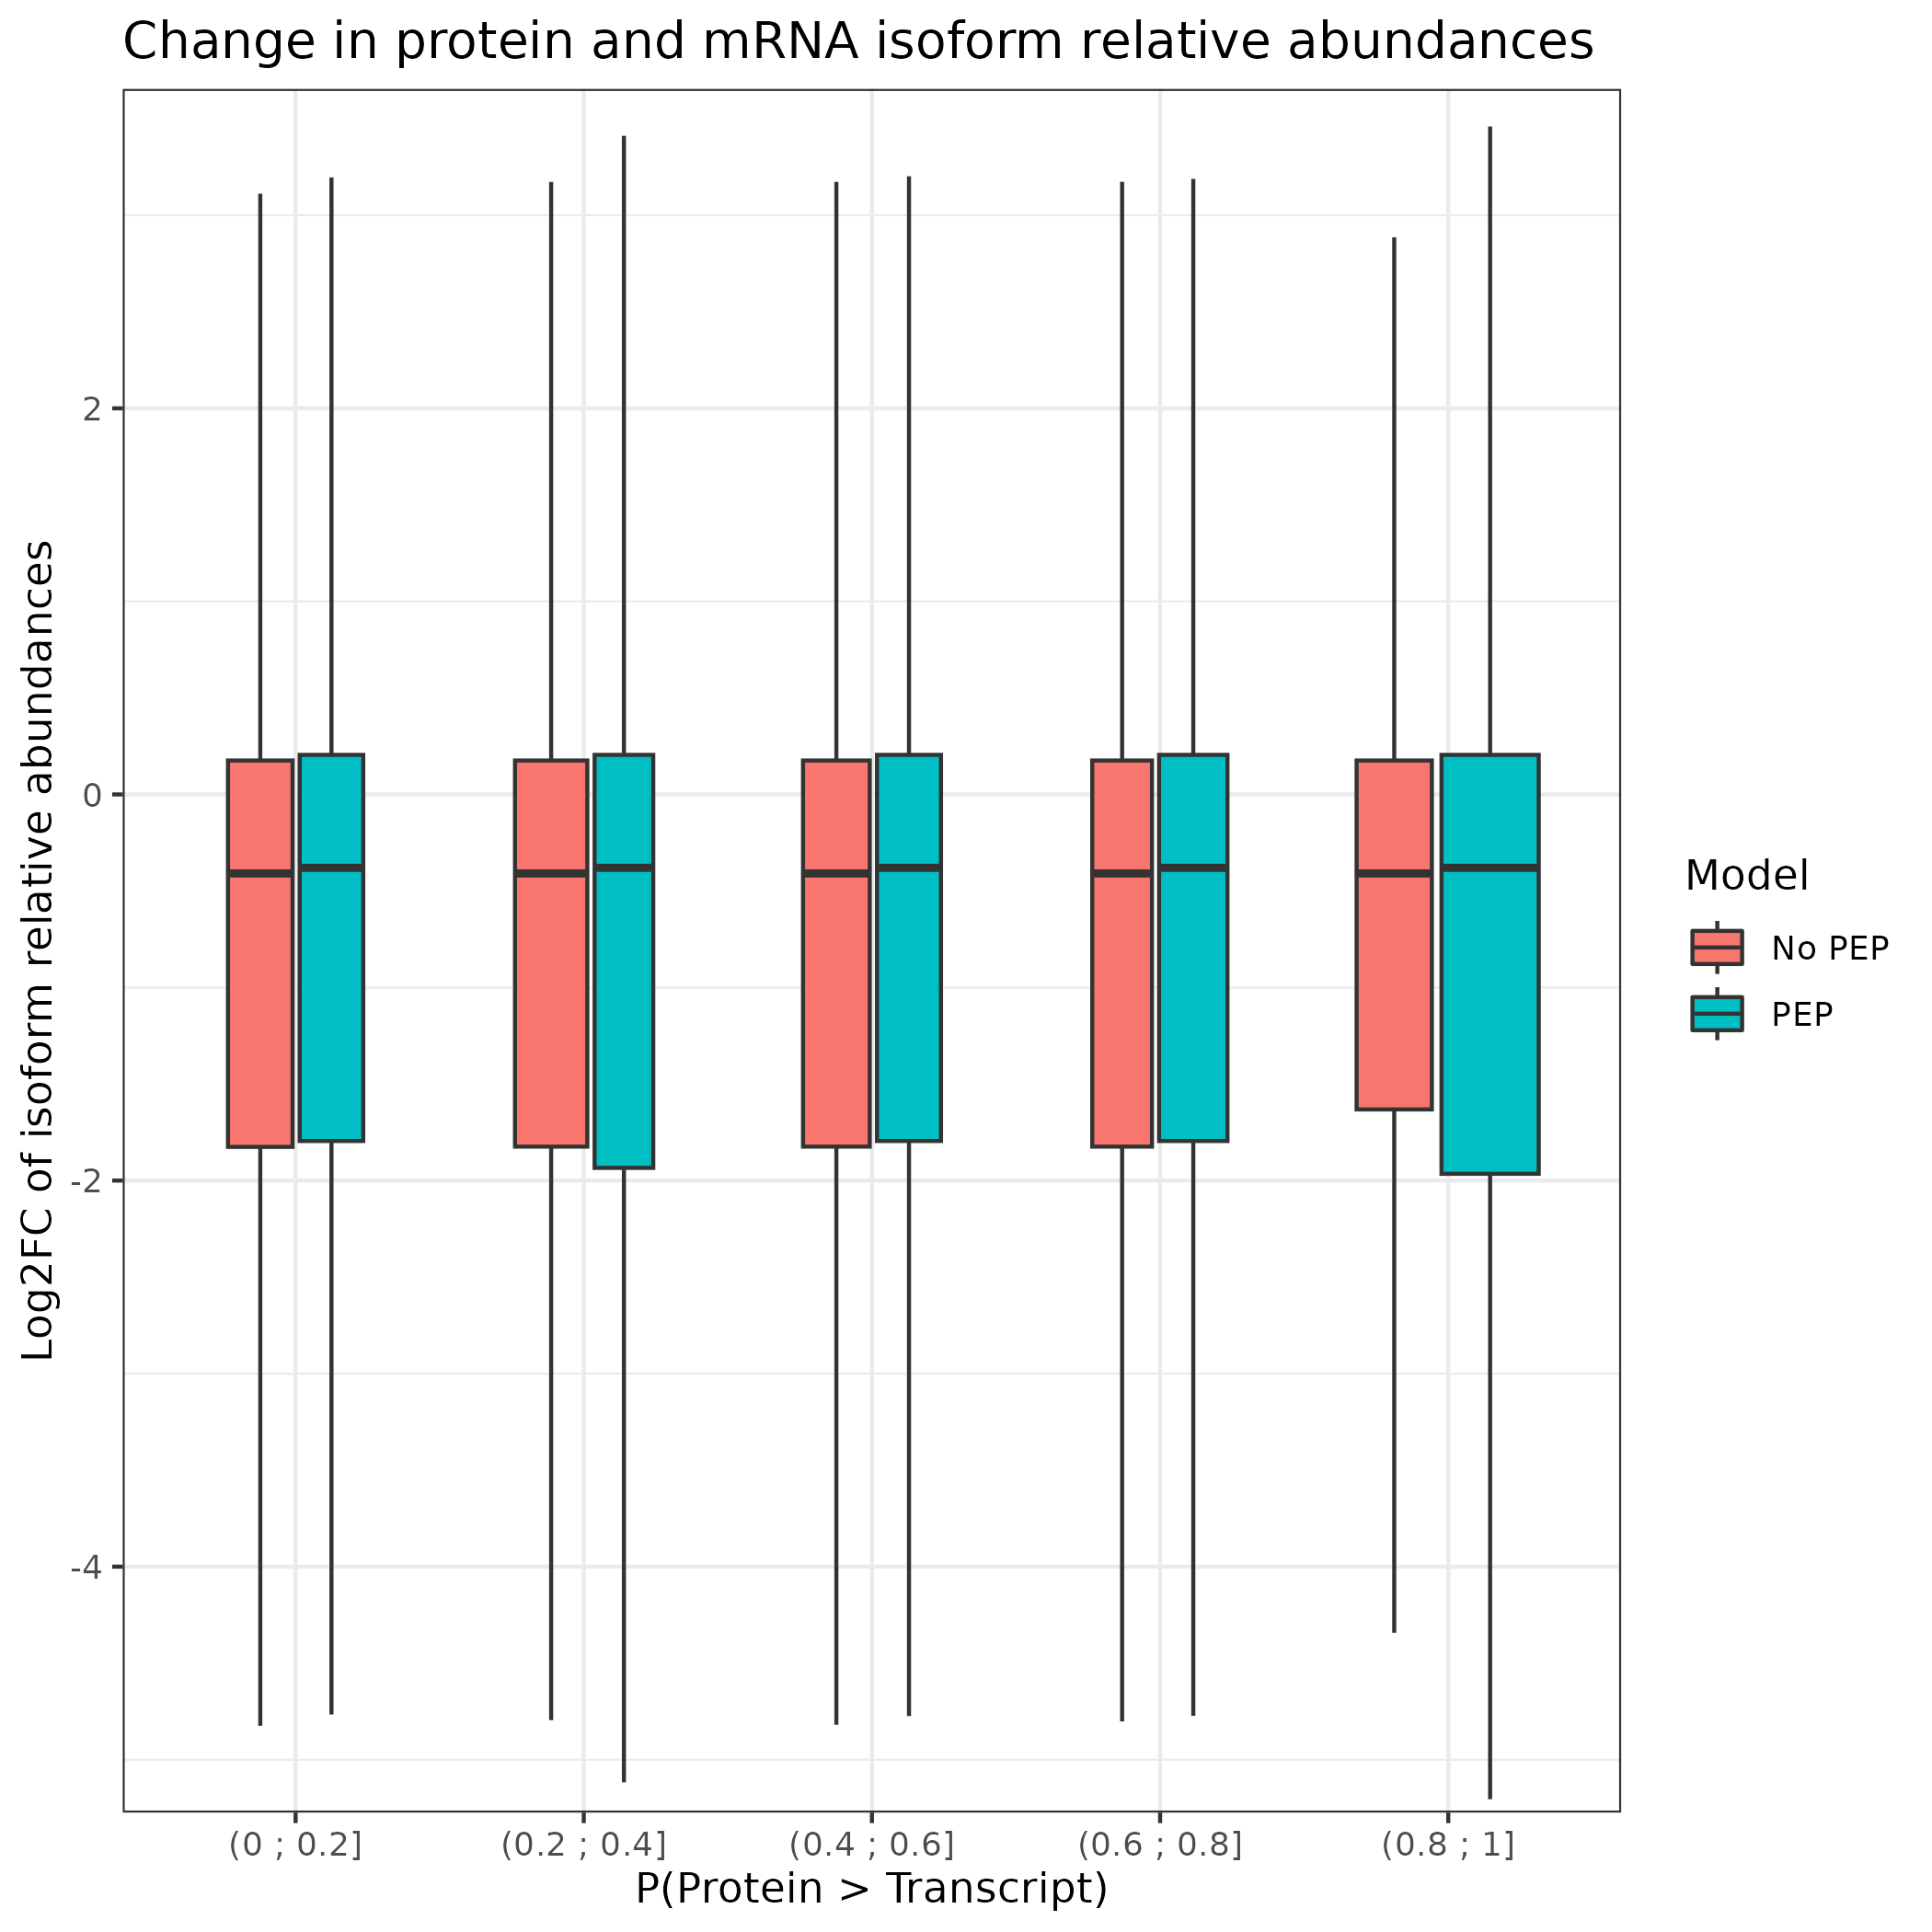 Change in protein and mRNA isoform relative abundances
Log2FC of isoform relative abundances
2
0
-2
-4
(0 ; 0.2]
(0.2 ; 0.4]
(0.4 ; 0.6]
(0.6 ; 0.8]
(0.8 ; 1]
P(Protein > Transcript)
Model
No PEP
PEP